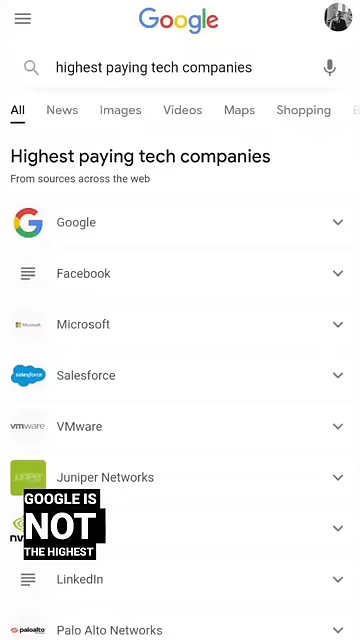 Google
highest paying tech companies
All News Images Videos Maps Shopping
Highest paying tech companies
From sources across the web
Google
Facebook
Microsoft Microsoft
salesforce Salesforce
vmware VMware
Juniper Networks
GOOGLE IS
NOT
THE HIGHEST
LinkedIn
paloalto Palo Alto Networks